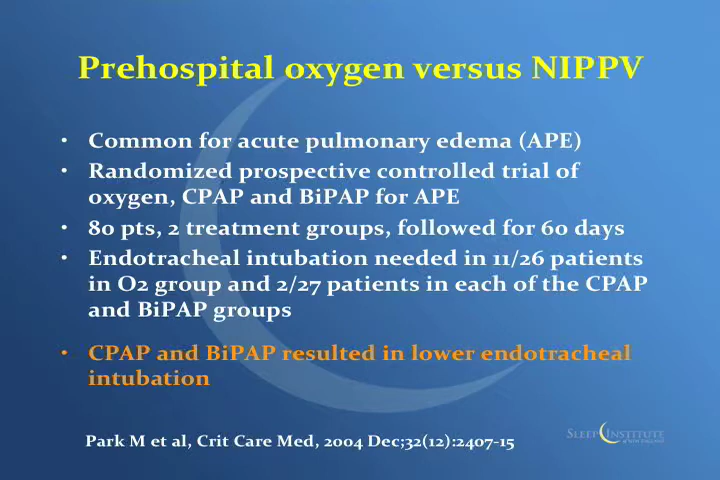 Prehospital oxygen versus NIPPV
• Common for acute pulmonary edema (APE)
• Randomized prospective controlled trial of
oxygen, CPAP and BiPAP for APE
• 80 pts, 2 treatment groups, followed for 60 days
• Endotracheal intubation needed in 11/26 patients
in O2 group and 2/27 patients in each of the CPAP
and BiPAP groups
• CPAP and BiPAP resulted in lower endotracheal
intubation
Park M et al, Crit Care Med, 2004 Dec;32(12):2407-15
SLEEP INSTITUTE
of NEW ENGLAND